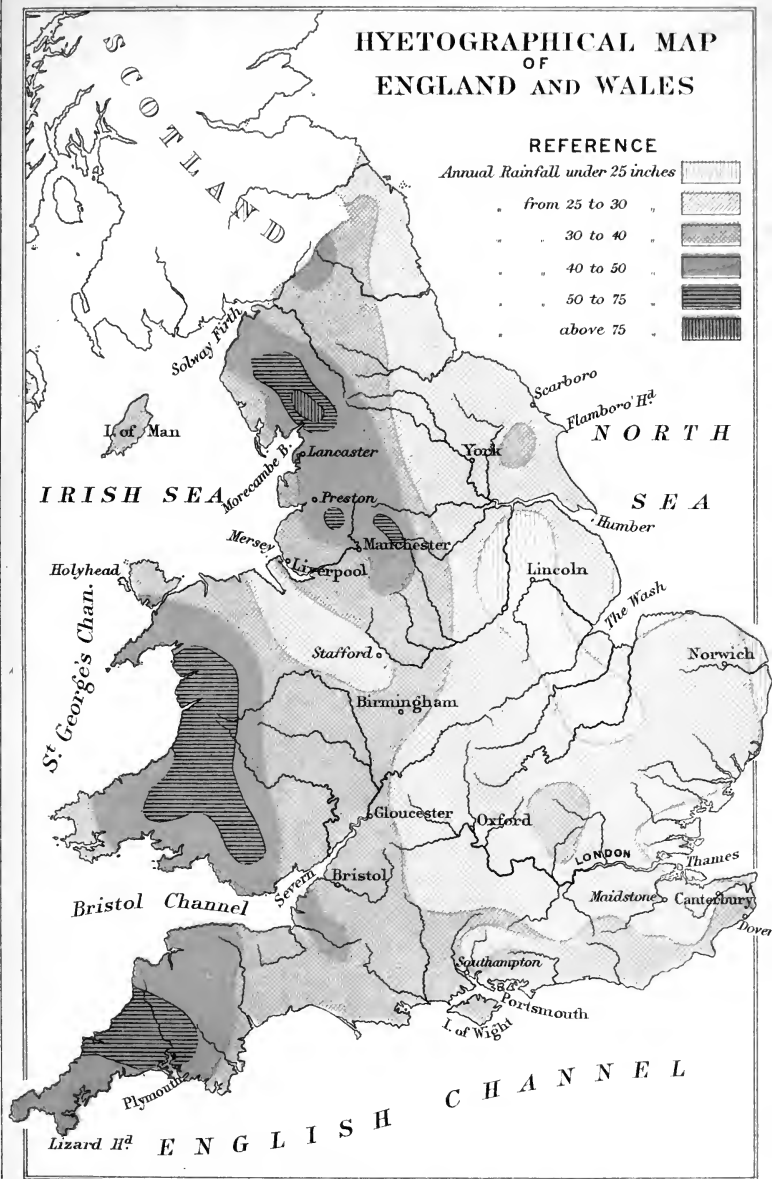 HYETOGRAPHICAL MAP
OF
ENGLAND AND WALES
REFERENCE
Annual Rainfall under 25 inches
„ from 25 to 30 „
„ „ 30 to 40 „
„ „ 40 to 50 „
„ „ 50 to 75 „
„ above 75 „
SCOTLAND
Solway Firth
Scarboro
Flamboro' Hd.
I. of Man
NORTH
SEA
York
Lancaster
Morecambe B.
IRISH SEA
Preston
Humber
Mersey
Manchester
Liverpool
Holyhead
Lincoln
The Wash
St. George's Chan.
Stafford
Norwich
Birmingham
Gloucester
Oxford
LONDON
Thames
Severn
Bristol
Bristol Channel
Maidstone
Canterbury
Dover
Southampton
Portsmouth
I. of Wight
Plymouth
Lizard Hd.
ENGLISH CHANNEL